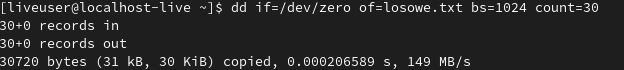 [liveuser@localhost-live ~]$ dd if=/dev/zero of=losowe.txt bs=1024 count=30
30+0 records in
30+0 records out
30720 bytes (31 kB, 30 KiB) copied, 0.000206589 s, 149 MB/s